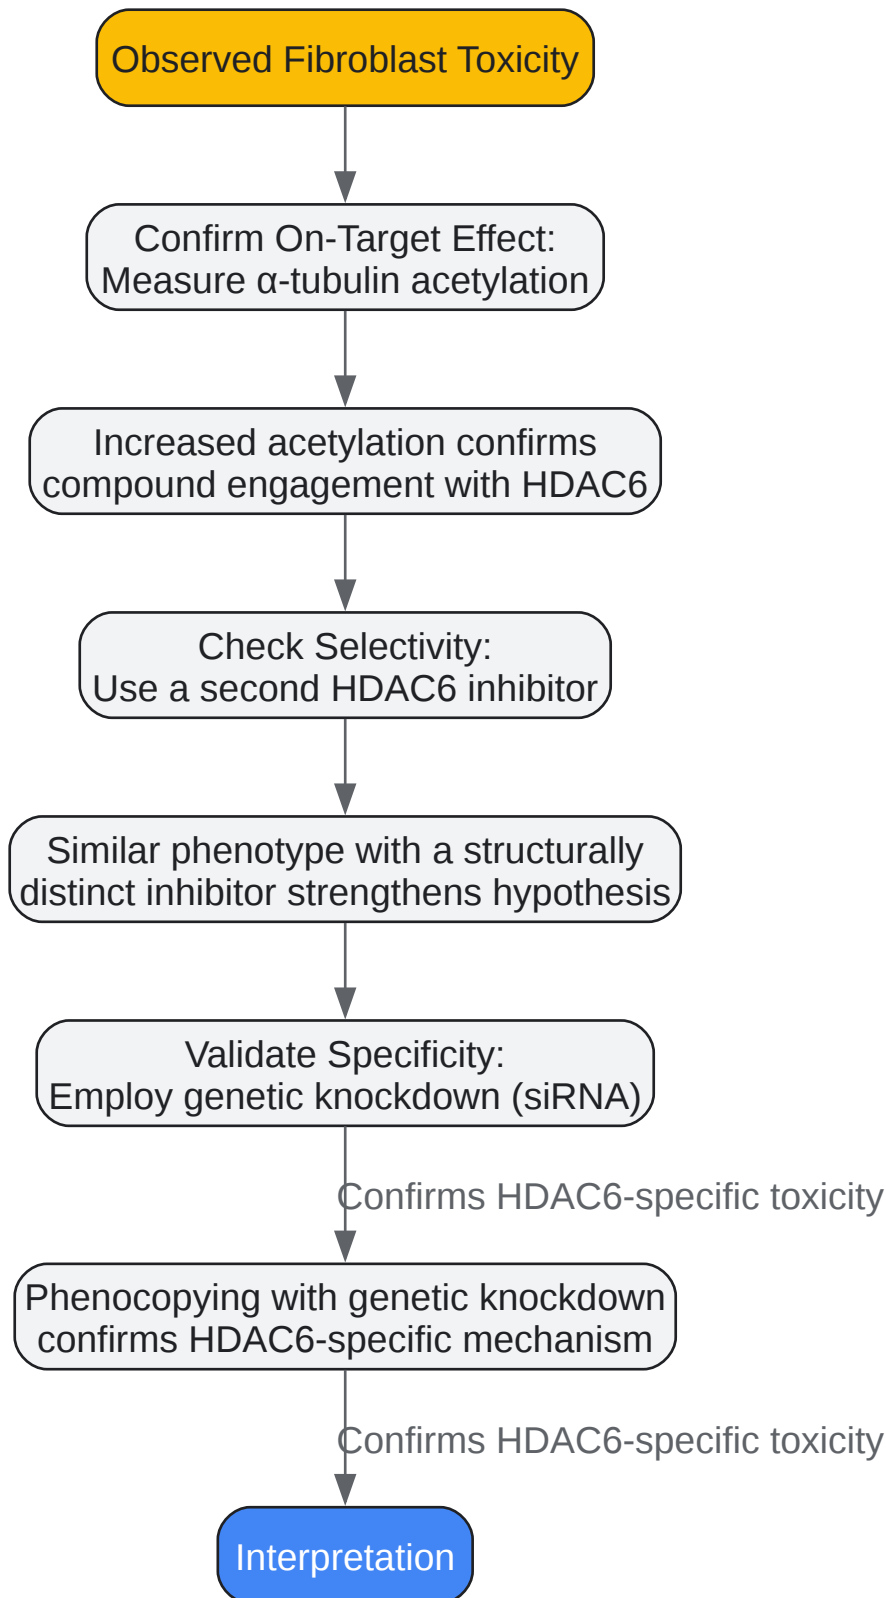 Observed Fibroblast Toxicity
Confirm On-Target Effect:
Measure α-tubulin acetylation
Increased acetylation confirms
compound engagement with HDAC6
Check Selectivity:
Use a second HDAC6 inhibitor
Similar phenotype with a structurally
distinct inhibitor strengthens hypothesis
Validate Specificity:
Employ genetic knockdown (siRNA)
Confirms HDAC6-specific toxicity
Phenocopying with genetic knockdown
confirms HDAC6-specific mechanism
Confirms HDAC6-specific toxicity
Interpretation